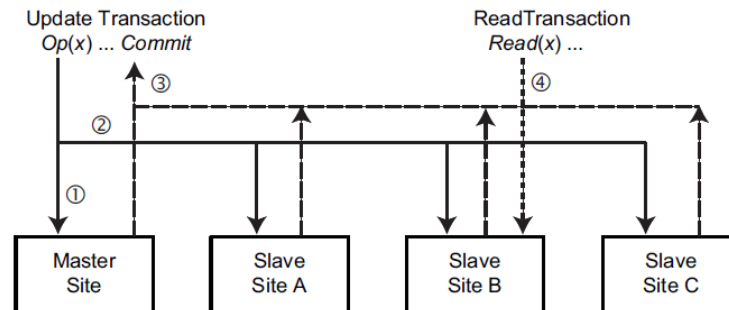 Update Transaction
Op(x) ... Commit
ReadTransaction
Read(x) ...
③
④
②
①
Master
Site
Slave
Site A
Slave
Site B
Slave
Site C